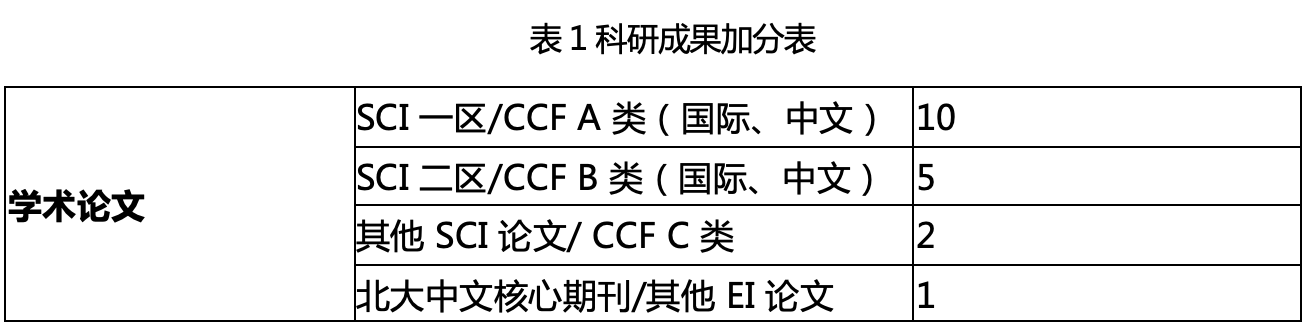 表 1 科研成果加分表
学术论文
SCI 一区/CCF A 类（国际、中文） 10
SCI 二区/CCF B 类（国际、中文） 5
其他 SCI 论文/ CCF C 类 2
北大中文核心期刊/其他 EI 论文 1